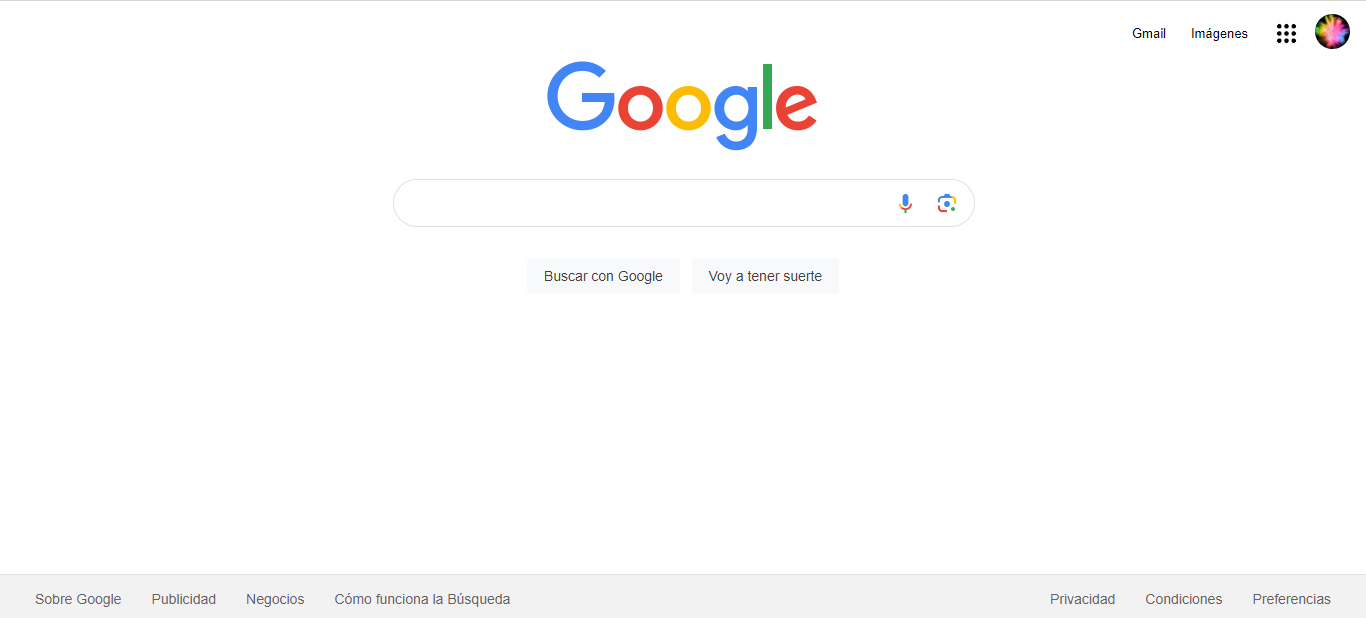 Gmail Imágenes
Google
Buscar con Google Voy a tener suerte
Sobre Google Publicidad Negocios Cómo funciona la Búsqueda Privacidad Condiciones Preferencias